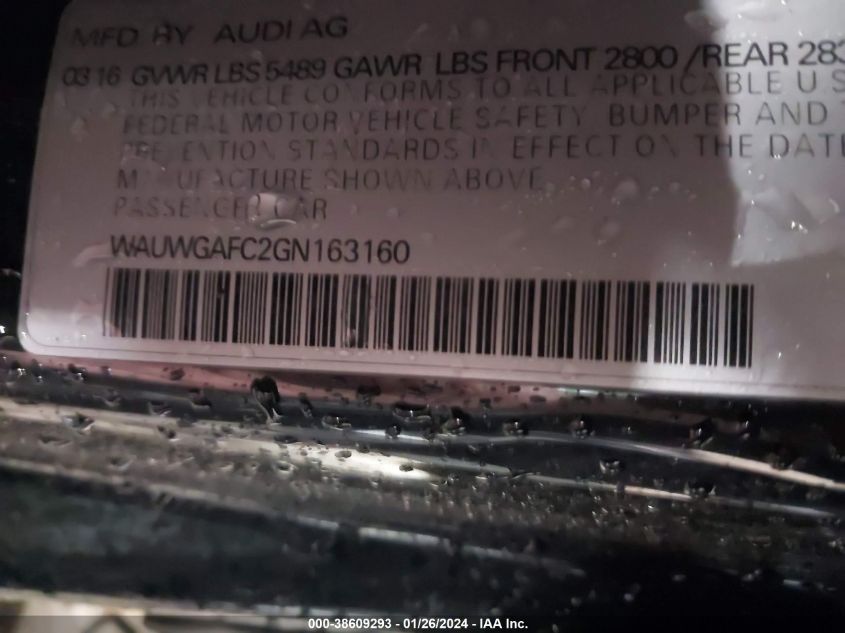 MFD BY AUDI AG
03 16 GVWR LBS 5489 GAWR LBS FRONT 2800 /REAR 283
THIS VEHICLE CONFORMS TO ALL APPLICABLE U S
FEDERAL MOTOR VEHICLE SAFETY, BUMPER AND T
PREVENTION STANDARDS IN EFFECT ON THE DATE
MANUFACTURE SHOWN ABOVE
PASSENGER CAR
WAUWGAFC2GN163160
000-38609293 - 01/26/2024 - IAA Inc.